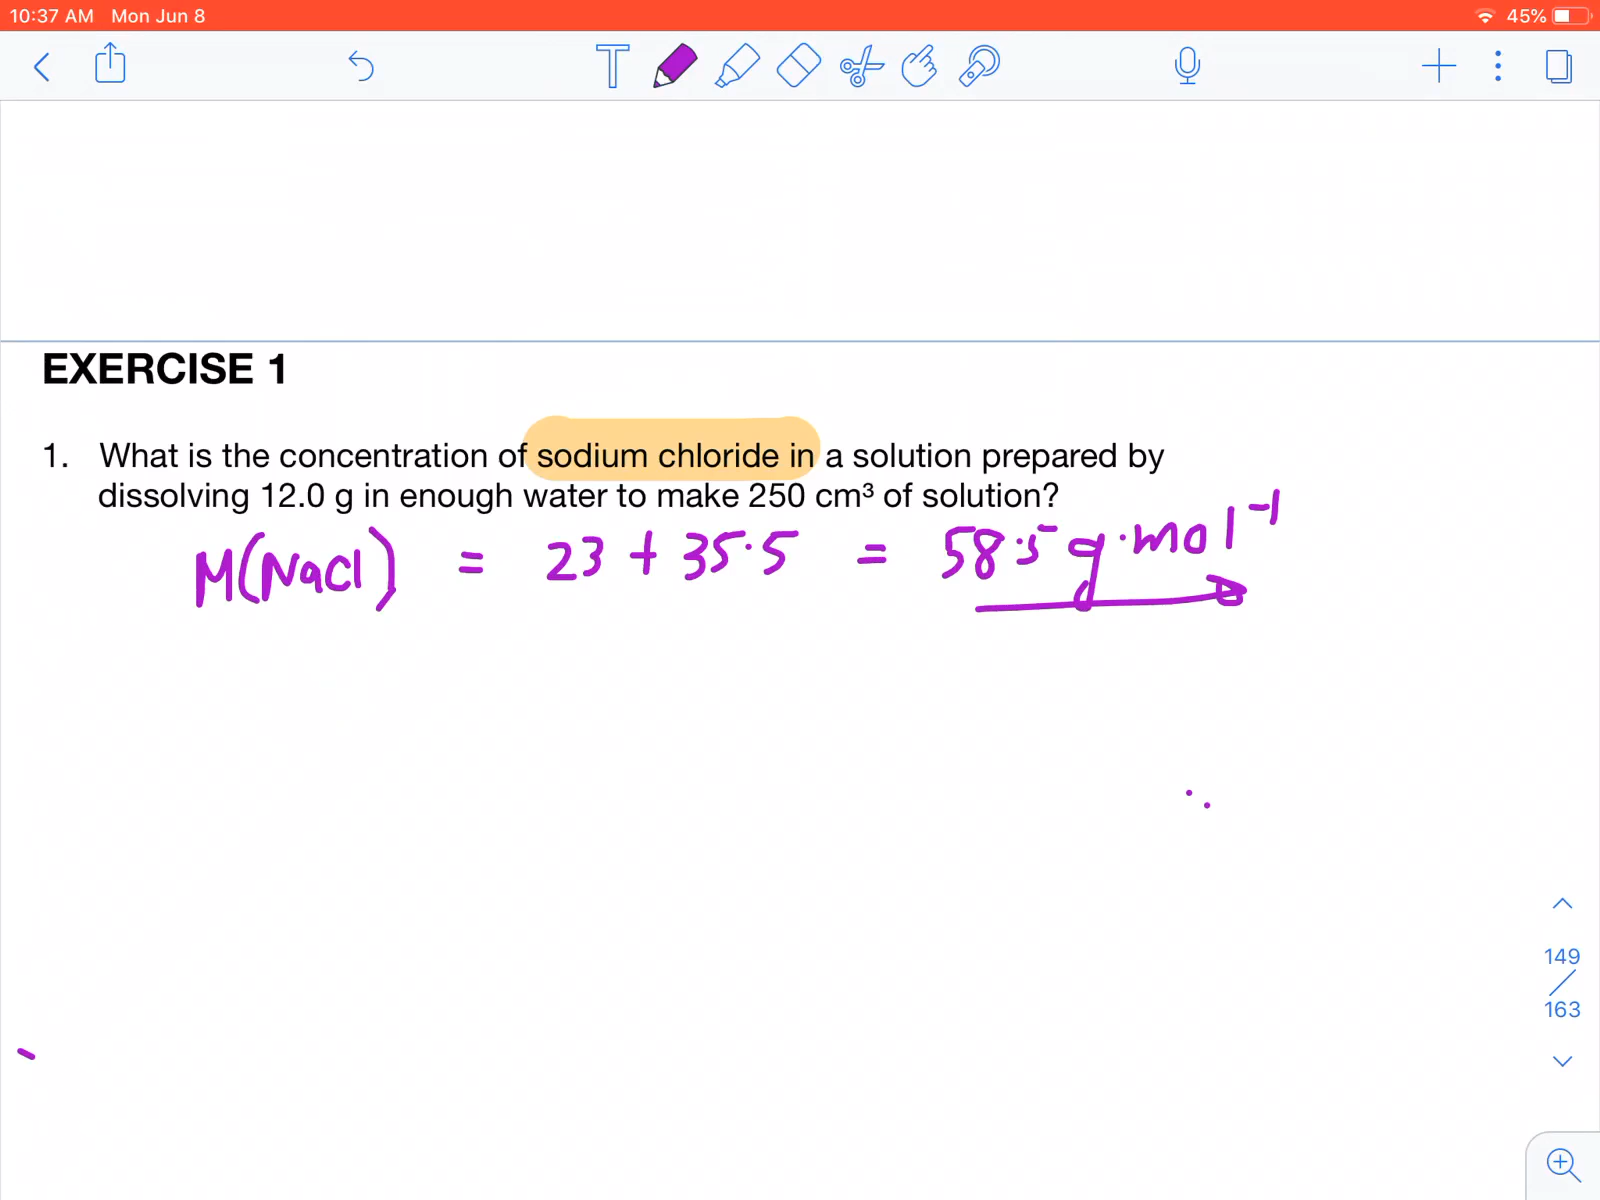 10:37 AM Mon Jun 8 45%
T
EXERCISE 1
1. What is the concentration of sodium chloride in a solution prepared by
dissolving 12.0 g in enough water to make 250 cm³ of solution?
M(NaCl) = 23 + 35.5 = 58.5 g·mol⁻¹
149
163